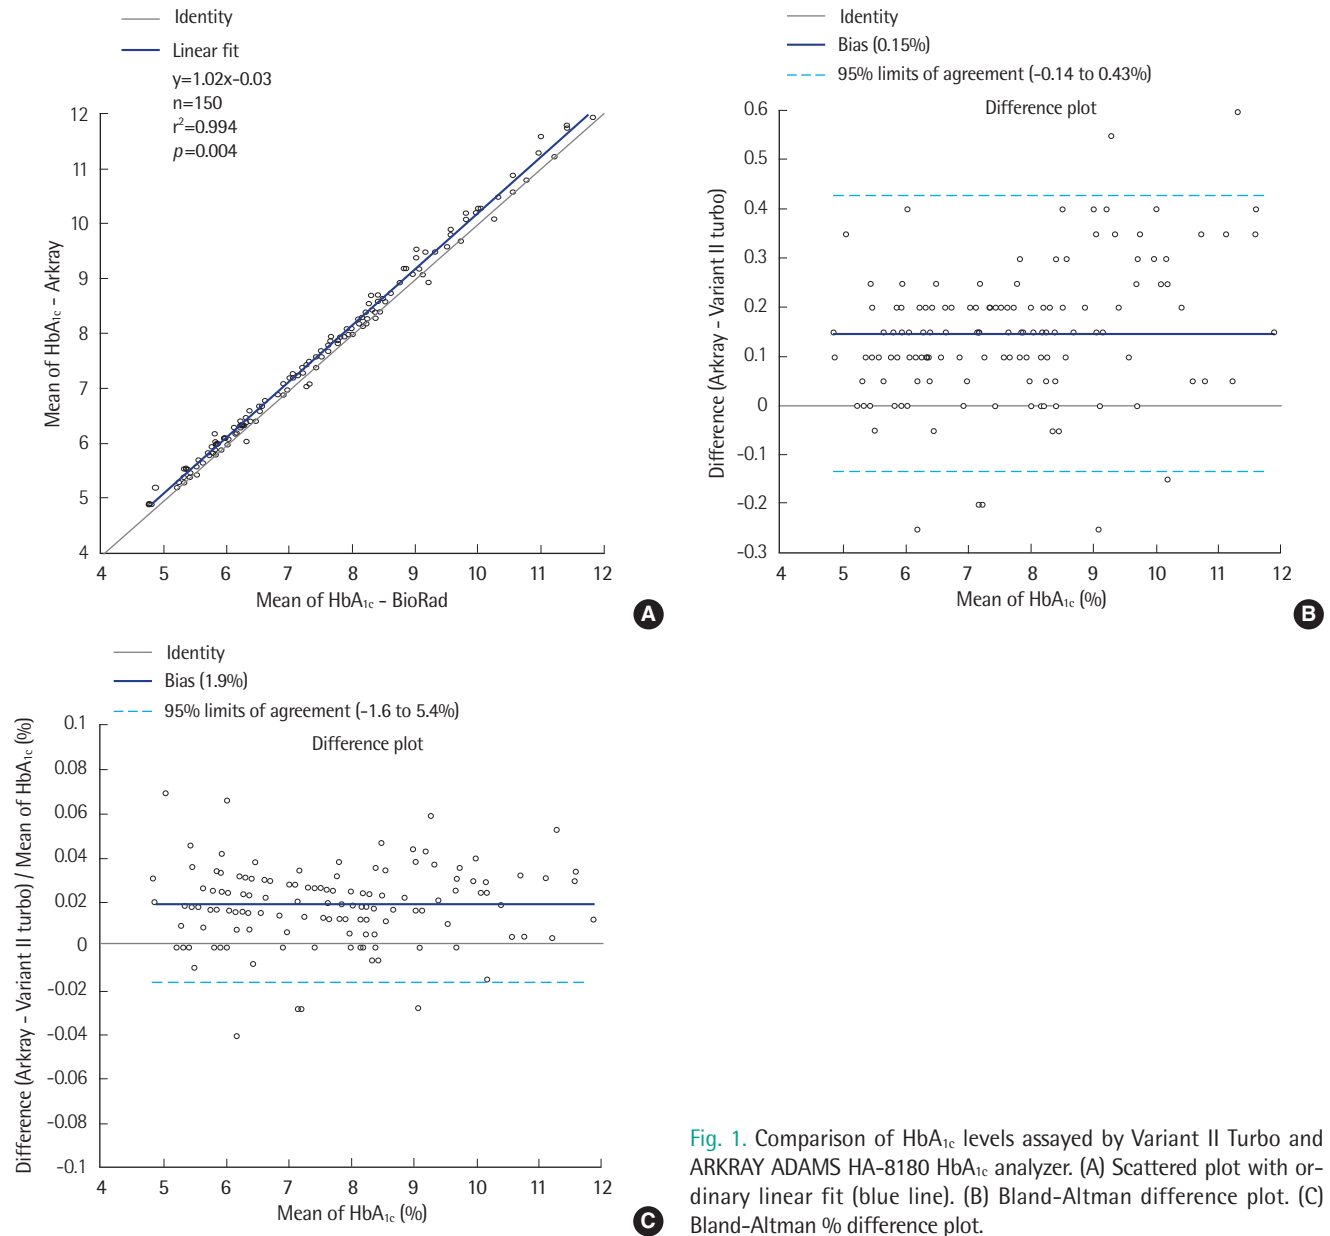 Identity
Linear fit
y=1.02x-0.03
n=150
r²=0.994
p=0.004
12
11
10
9
8
7
6
5
4
4 5 6 7 8 9 10 11 12
Mean of HbA1c - Arkray
Mean of HbA1c - BioRad
A
Identity
Bias (0.15%)
95% limits of agreement (-0.14 to 0.43%)
Difference plot
0.6
0.5
0.4
0.3
0.2
0.1
0
-0.1
-0.2
-0.3
4 5 6 7 8 9 10 11 12
Difference (Arkray - Variant II turbo)
Mean of HbA1c (%)
B
Identity
Bias (1.9%)
95% limits of agreement (-1.6 to 5.4%)
Difference plot
0.1
0.08
0.06
0.04
0.02
0
-0.02
-0.04
-0.06
-0.08
-0.1
4 5 6 7 8 9 10 11 12
Difference (Arkray - Variant II turbo) / Mean of HbA1c (%)
Mean of HbA1c (%)
C
Fig. 1. Comparison of HbA1c levels assayed by Variant II Turbo and
ARKRAY ADAMS HA-8180 HbA1c analyzer. (A) Scattered plot with or-
dinary linear fit (blue line). (B) Bland-Altman difference plot. (C)
Bland-Altman % difference plot.